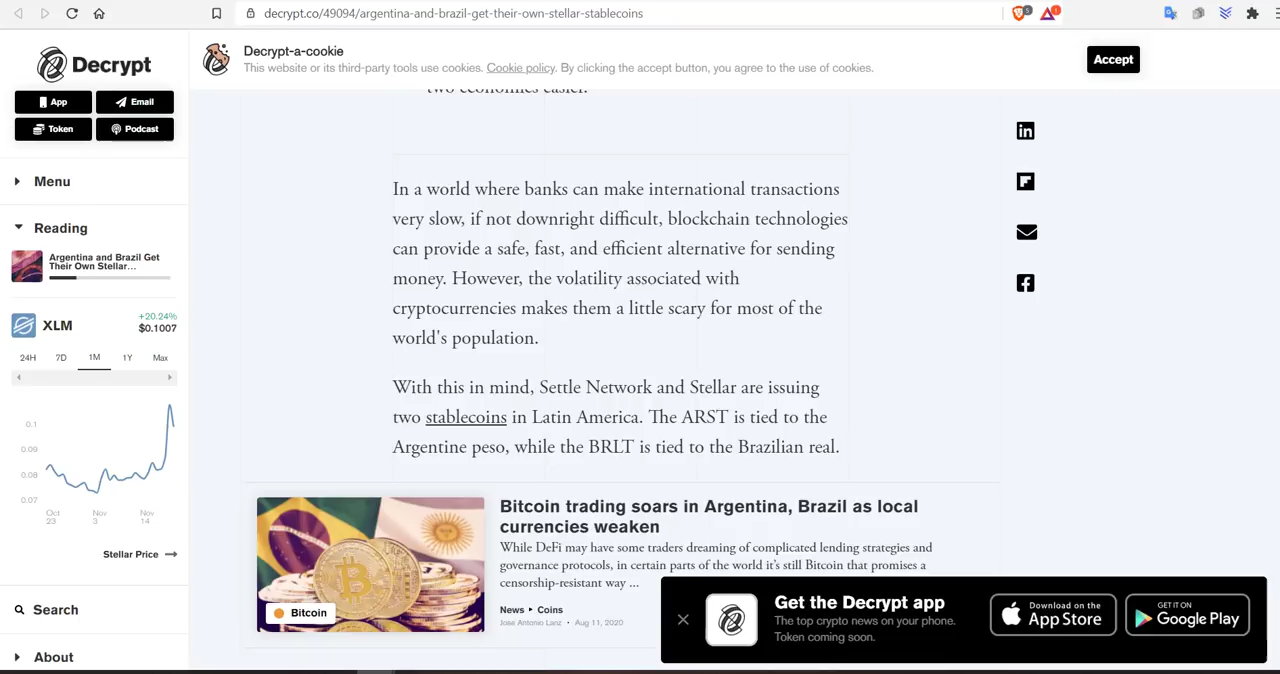 decrypt.co/49094/argentina-and-brazil-get-their-own-stellar-stablecoins
5
1
Decrypt
App
Email
Token
Podcast
Menu
Reading
Argentina and Brazil Get
Their Own Stellar...
XLM
+20.24%
$0.1007
24H 7D 1M 1Y Max
0.1
0.09
0.08
0.07
Oct
23
Nov
3
Nov
14
Stellar Price
Search
About
Decrypt-a-cookie
This website or its third-party tools use cookies. Cookie policy. By clicking the accept button, you agree to the use of cookies.
Accept
two economies easier.
In a world where banks can make international transactions
very slow, if not downright difficult, blockchain technologies
can provide a safe, fast, and efficient alternative for sending
money. However, the volatility associated with
cryptocurrencies makes them a little scary for most of the
world's population.
With this in mind, Settle Network and Stellar are issuing
two stablecoins in Latin America. The ARST is tied to the
Argentine peso, while the BRLT is tied to the Brazilian real.
Bitcoin
Bitcoin trading soars in Argentina, Brazil as local
currencies weaken
While DeFi may have some traders dreaming of complicated lending strategies and
governance protocols, in certain parts of the world it's still Bitcoin that promises a
censorship-resistant way ...
News Coins
Jose Antonio Lanz • Aug 11, 2020
Get the Decrypt app
The top crypto news on your phone.
Token coming soon.
Download on the
App Store
GET IT ON
Google Play